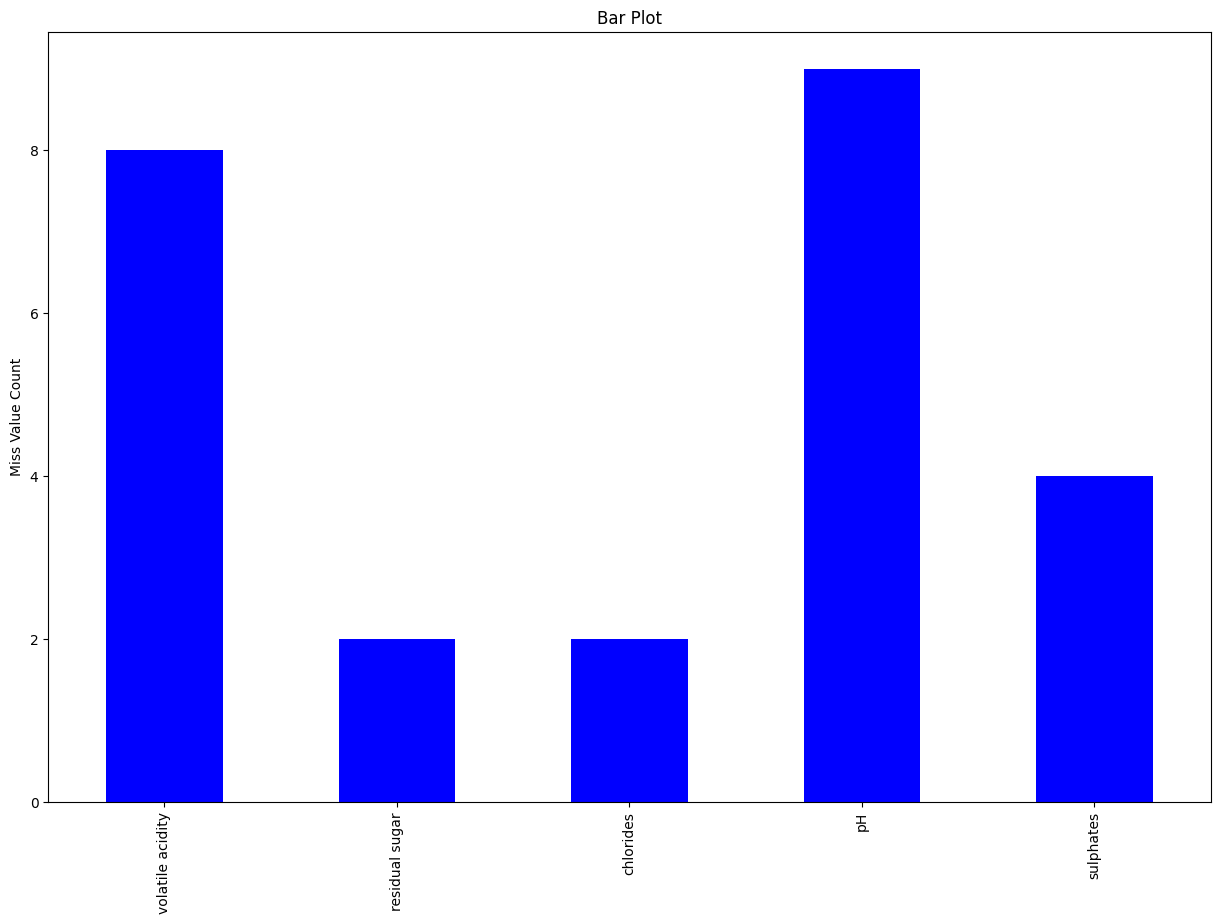 Bar Plot
Miss Value Count
8
6
4
2
0
volatile acidity
residual sugar
chlorides
pH
sulphates